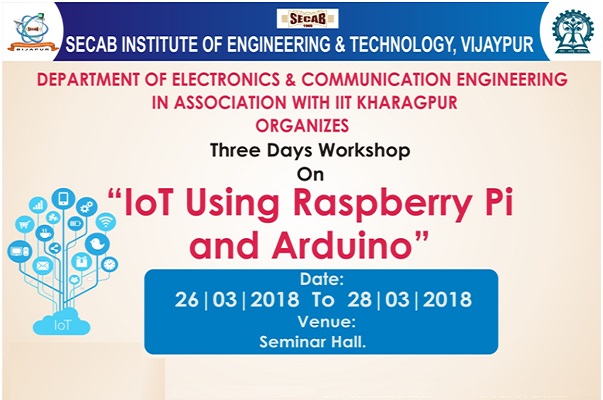 SECAB
BIJAPUR
SECAB
SECAB INSTITUTE OF ENGINEERING & TECHNOLOGY, VIJAYPUR
DEPARTMENT OF ELECTRONICS & COMMUNICATION ENGINEERING
IN ASSOCIATION WITH IIT KHARAGPUR
ORGANIZES
Three Days Workshop
On
“IoT Using Raspberry Pi
and Arduino”
IoT
Date:
26|03|2018 To 28|03|2018
Venue:
Seminar Hall.